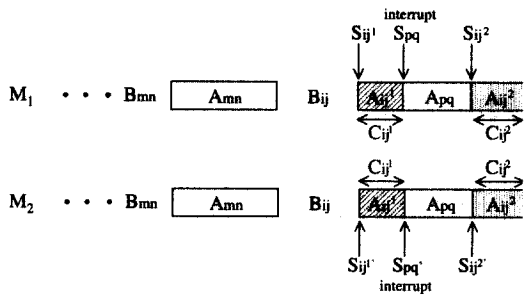 interrupt
Sij¹ Spq Sij²
M₁ • • • Bmn Amn Bij Aij¹ Apq Aij²
Cij¹ Cij²
Cij¹ Cij²
M₂ • • • Bmn Amn Bij Aij¹ Apq Aij²
Sij¹' Spq' Sij²'
interrupt